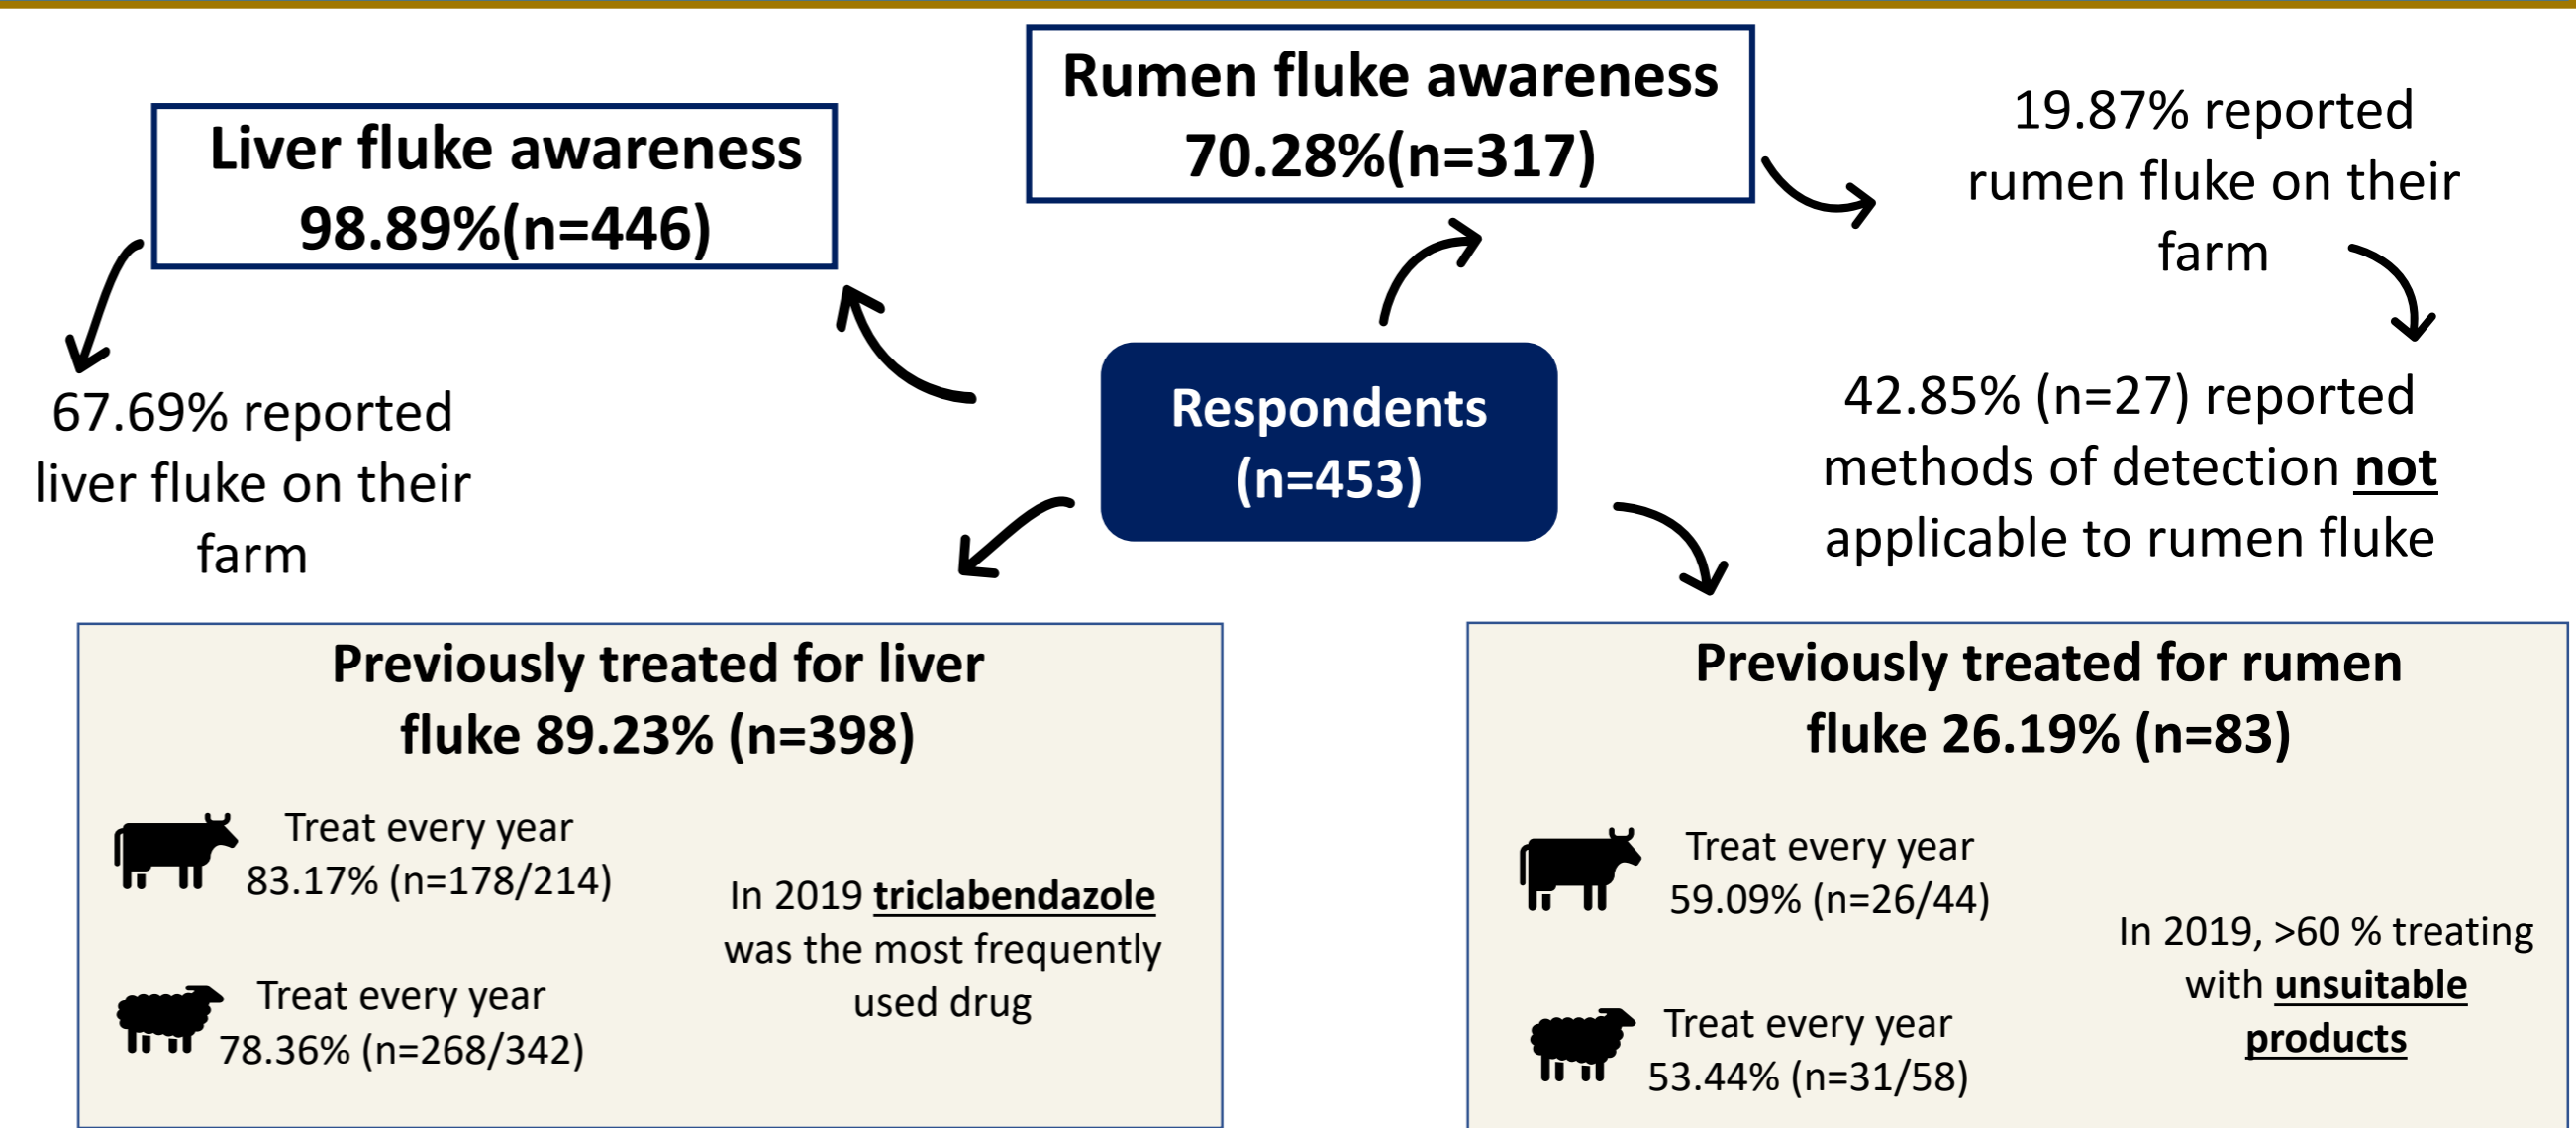 Liver fluke awareness
98.89%(n=446)
Rumen fluke awareness
70.28%(n=317)
19.87% reported
rumen fluke on their
farm
67.69% reported
liver fluke on their
farm
Respondents
(n=453)
42.85% (n=27) reported
methods of detection not
applicable to rumen fluke
Previously treated for liver
fluke 89.23% (n=398)
Treat every year
83.17% (n=178/214)
In 2019 triclabendazole
was the most frequently
used drug
Treat every year
78.36% (n=268/342)
Previously treated for rumen
fluke 26.19% (n=83)
Treat every year
59.09% (n=26/44)
In 2019, >60 % treating
with unsuitable
products
Treat every year
53.44% (n=31/58)